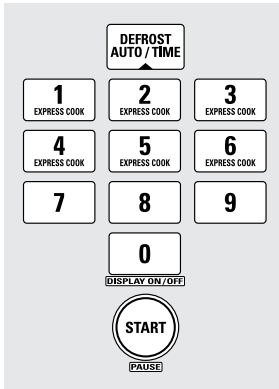 DEFROST
AUTO / TIME
1 2 3
EXPRESS COOK EXPRESS COOK EXPRESS COOK
4 5 6
EXPRESS COOK EXPRESS COOK EXPRESS COOK
7 8 9
0
DISPLAY ON / OFF
START
PAUSE